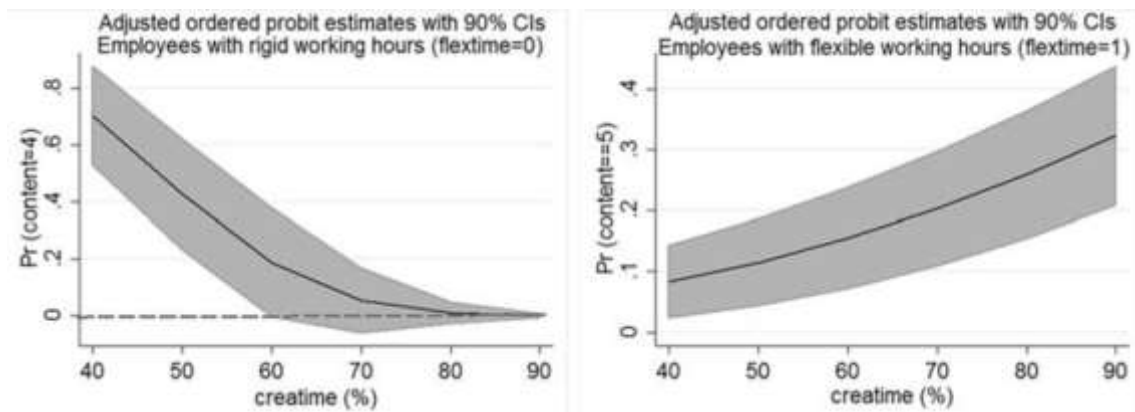 Adjusted ordered probit estimates with 90% CIs
Employees with rigid working hours (flextime=0)
Pr (content=4)
.8
.6
.4
.2
0
40 50 60 70 80 90
creatime (%)
Adjusted ordered probit estimates with 90% CIs
Employees with flexible working hours (flextime=1)
Pr (content==5)
.4
.3
.2
.1
0
40 50 60 70 80 90
creatime (%)